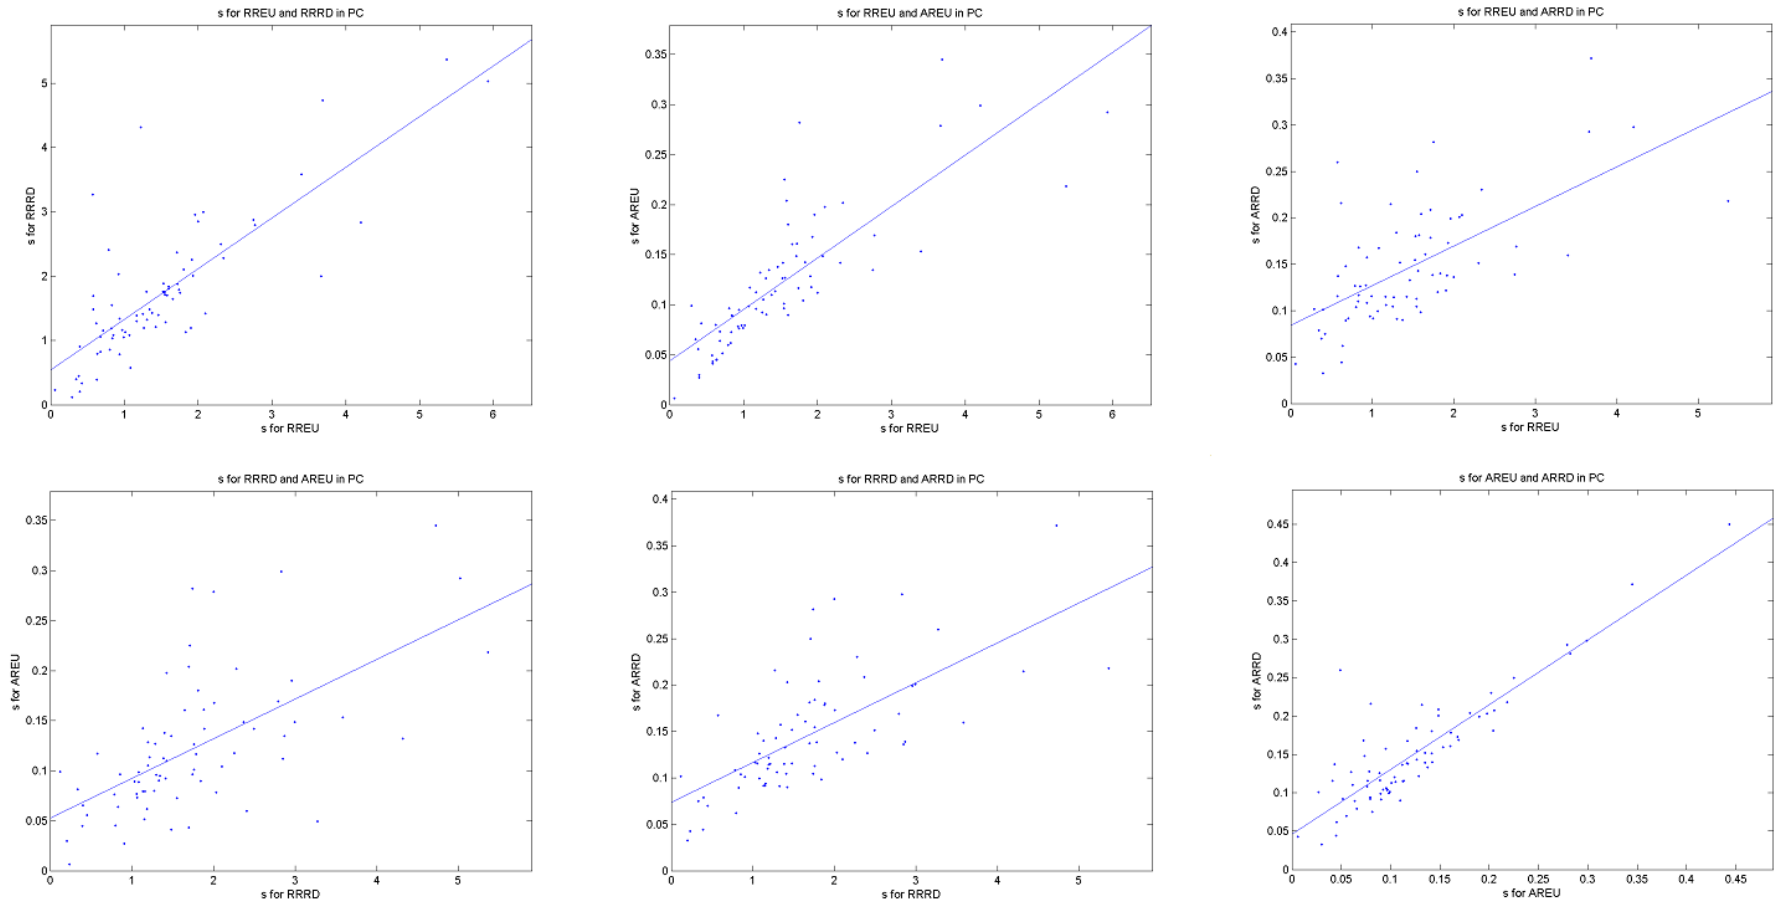 s for RREU and RRRD in PC
s for RRRD
5
4
3
2
1
0
0 1 2 3 4 5 6
s for RREU
s for RREU and AREU in PC
s for AREU
0.35
0.3
0.25
0.2
0.15
0.1
0.05
0
0 1 2 3 4 5 6
s for RREU
s for RREU and ARRD in PC
s for ARRD
0.4
0.35
0.3
0.25
0.2
0.15
0.1
0.05
0
0 1 2 3 4 5
s for RREU
s for RRRD and AREU in PC
s for AREU
0.35
0.3
0.25
0.2
0.15
0.1
0.05
0
0 1 2 3 4 5
s for RRRD
s for RRRD and ARRD in PC
s for ARRD
0.4
0.35
0.3
0.25
0.2
0.15
0.1
0.05
0
0 1 2 3 4 5
s for RRRD
s for AREU and ARRD in PC
s for ARRD
0.45
0.4
0.35
0.3
0.25
0.2
0.15
0.1
0.05
0
0 0.05 0.1 0.15 0.2 0.25 0.3 0.35 0.4 0.45
s for AREU